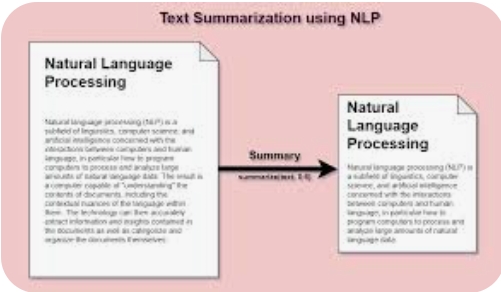 Text Summarization using NLP
Natural Language
Processing
Natural language processing (NLP) is a
subfield of linguistics, computer science, and
artificial intelligence concerned with the
interactions between computers and human
language, in particular how to program
computers to process and analyze large
amounts of natural language data. The result is
a computer capable of "understanding" the
contents of documents, including the
contextual nuances of the language within
them. The technology can then accurately
extract information and insights contained in
the documents as well as categorize and
organize the documents themselves.
Summary
summarize(text, 
Natural
Language
Processing
Natural language processing (NLP) is
a subfield of linguistics, computer
science, and artificial intelligence
concerned with the interactions
between computers and human
language, in particular how to
program computers to process and
analyze large amounts of natural
language data.